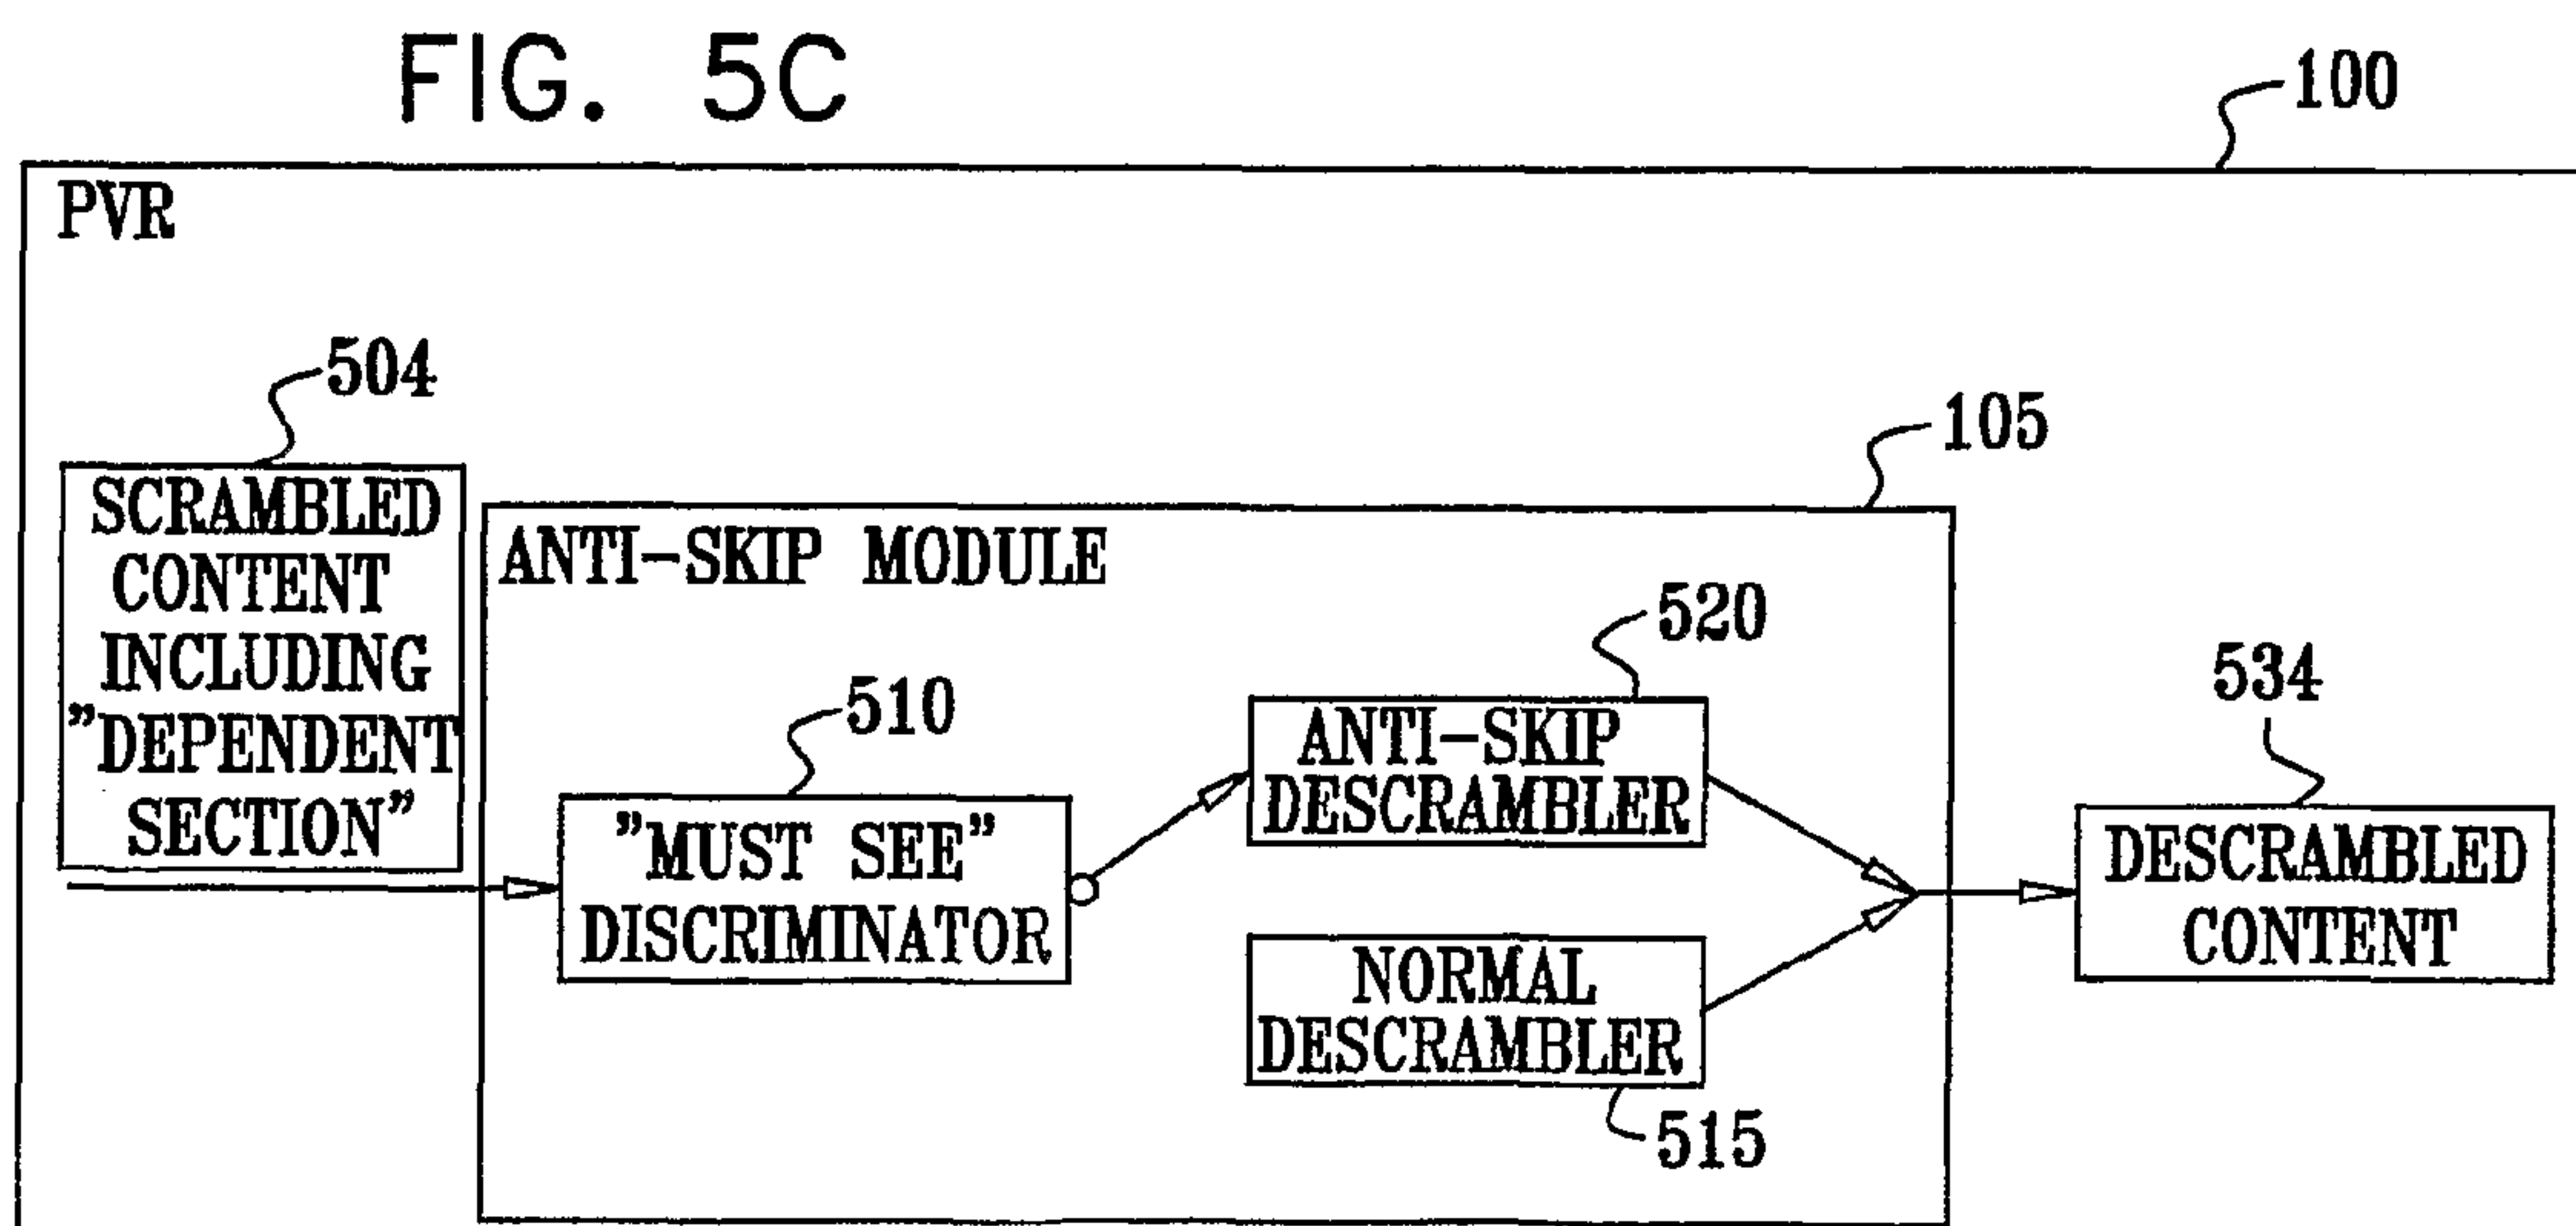 FIG. 5C
100
PVR
504
SCRAMBLED
CONTENT
INCLUDING
"DEPENDENT
SECTION"
105
ANTI-SKIP MODULE
510
"MUST SEE"
DISCRIMINATOR
520
ANTI-SKIP
DESCRAMBLER
NORMAL
DESCRAMBLER
515
534
DESCRAMBLED
CONTENT